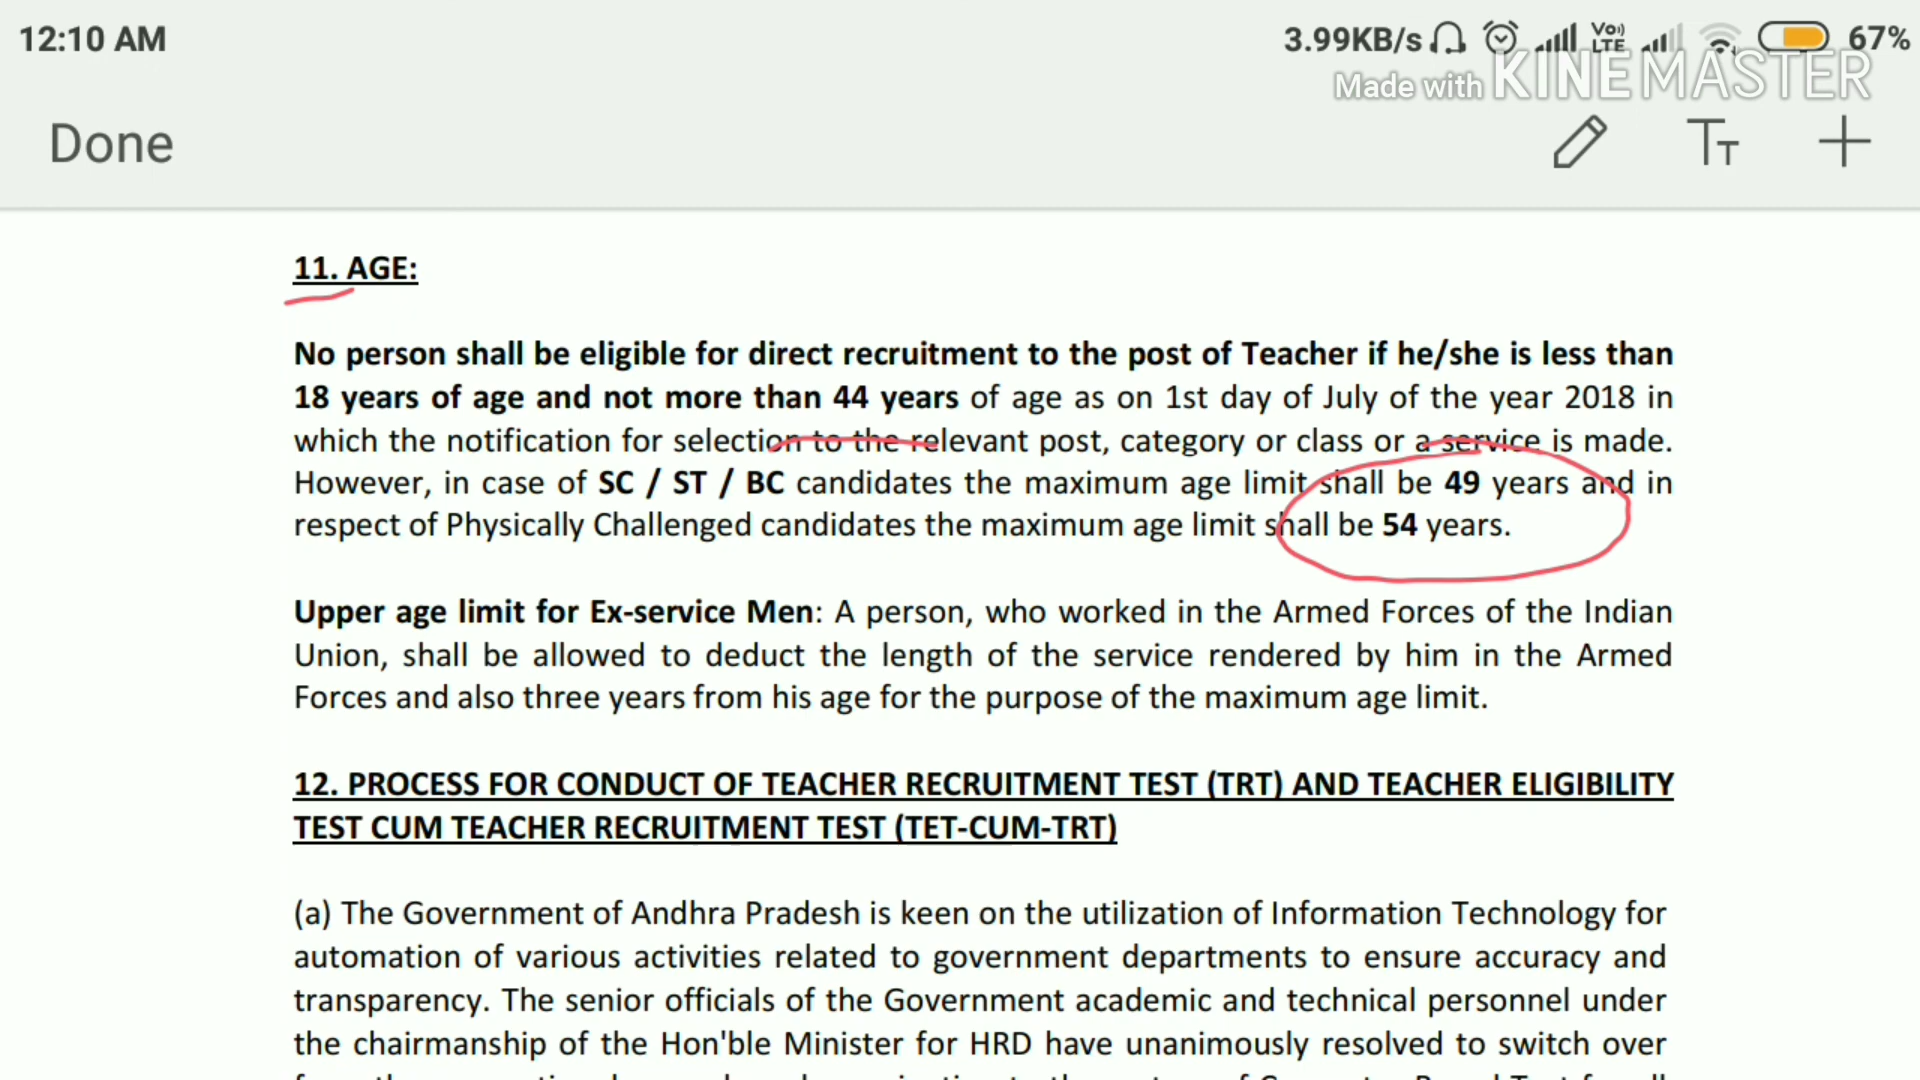 12:10 AM
3.99KB/s
Vo))
LTE
67%
Made with KINEMASTER
Done
TT
11. AGE:
No person shall be eligible for direct recruitment to the post of Teacher if he/she is less than
18 years of age and not more than 44 years of age as on 1st day of July of the year 2018 in
which the notification for selection to the relevant post, category or class or a service is made.
However, in case of SC / ST / BC candidates the maximum age limit shall be 49 years and in
respect of Physically Challenged candidates the maximum age limit shall be 54 years.
Upper age limit for Ex-service Men: A person, who worked in the Armed Forces of the Indian
Union, shall be allowed to deduct the length of the service rendered by him in the Armed
Forces and also three years from his age for the purpose of the maximum age limit.
12. PROCESS FOR CONDUCT OF TEACHER RECRUITMENT TEST (TRT) AND TEACHER ELIGIBILITY
TEST CUM TEACHER RECRUITMENT TEST (TET-CUM-TRT)
(a) The Government of Andhra Pradesh is keen on the utilization of Information Technology for
automation of various activities related to government departments to ensure accuracy and
transparency. The senior officials of the Government academic and technical personnel under
the chairmanship of the Hon'ble Minister for HRD have unanimously resolved to switch over